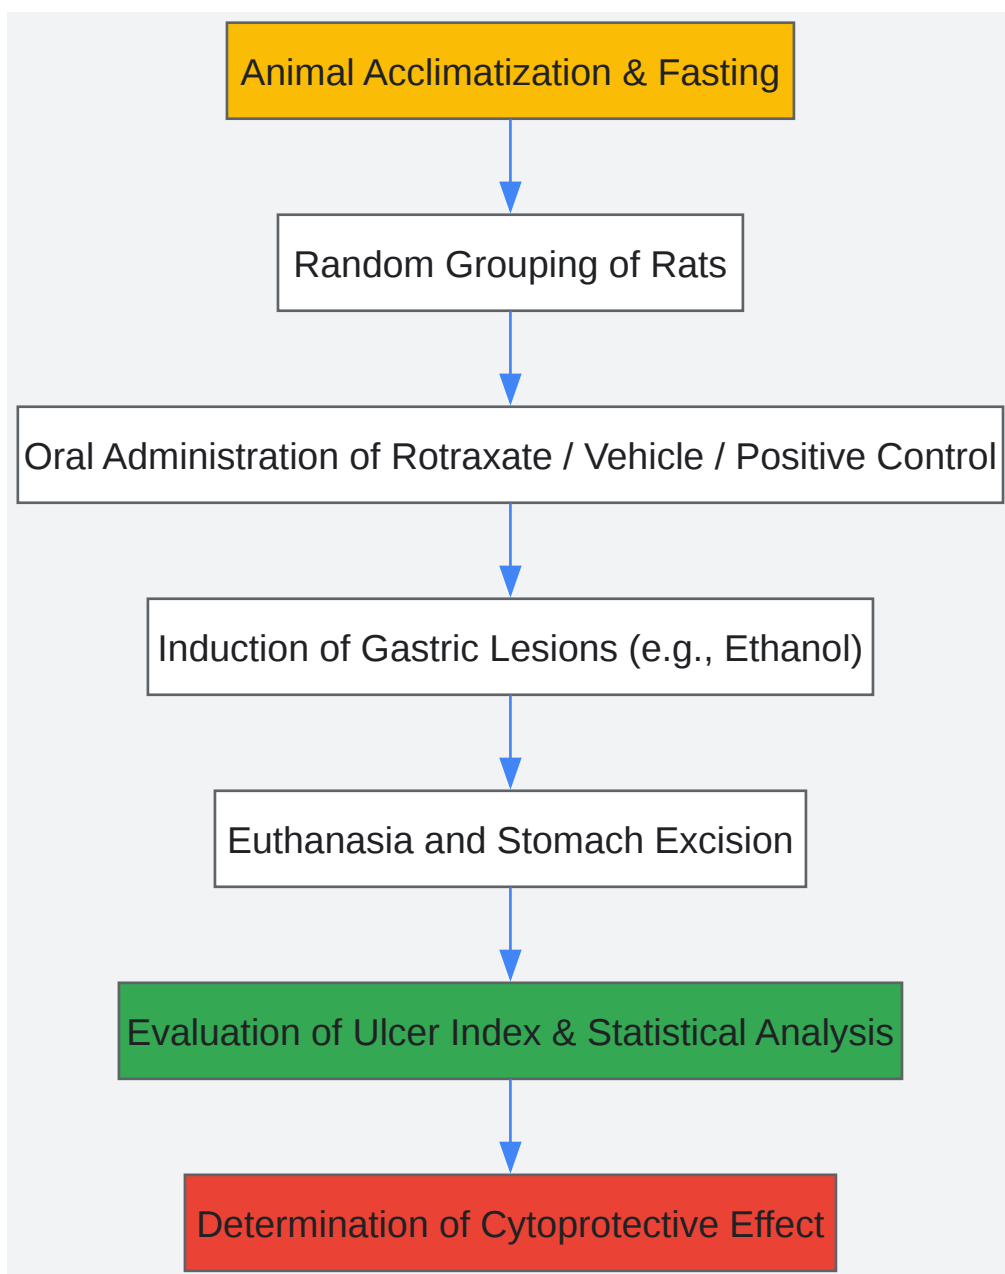 Animal Acclimatization & Fasting
Random Grouping of Rats
Oral Administration of Rotraxate / Vehicle / Positive Control
Induction of Gastric Lesions (e.g., Ethanol)
Euthanasia and Stomach Excision
Evaluation of Ulcer Index & Statistical Analysis
Determination of Cytoprotective Effect